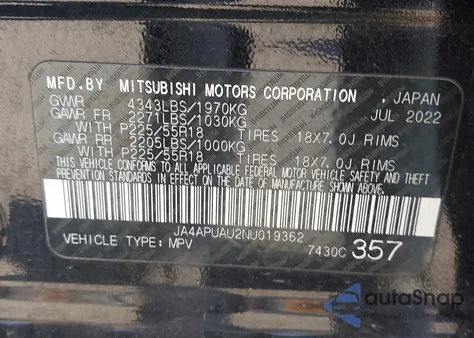 MFD.BY MITSUBISHI MOTORS CORPORATION , JAPAN
GVWR 4343LBS/1970KG JUL 2022
GAWR FR 2271LBS/1030KG
WITH P225/55R18 TIRES 18X7.0J RIMS
GAWR RR 2205LBS/1000KG
WITH P225/55R18 TIRES 18X7.0J RIMS
THIS VEHICLE CONFORMS TO ALL APPLICABLE
FEDERAL MOTOR VEHICLE SAFETY AND THEFT
PREVENTION STANDARDS IN EFFECT ON THE DATE OF MANUFACTURE SHOWN ABOVE.
JA4APUAU2NU019362
VEHICLE TYPE: MPV 7430C 357
autoSnap